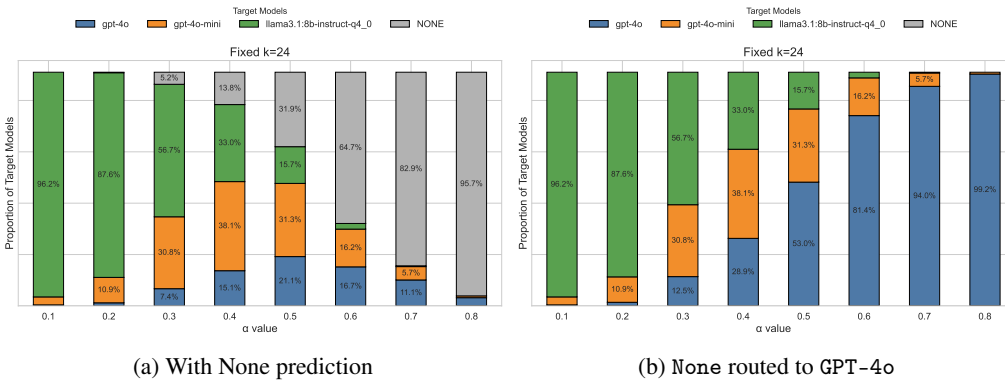 Target Models
gpt-4o gpt-4o-mini llama3.1:8b-instruct-q4_0 NONE
Fixed k=24
Proportion of Target Models
96.2%
87.6%
10.9%
5.2%
56.7%
30.8%
7.4%
13.8%
33.0%
38.1%
15.1%
31.9%
15.7%
31.3%
21.1%
64.7%
16.2%
16.7%
82.9%
5.7%
11.1%
95.7%
0.1 0.2 0.3 0.4 0.5 0.6 0.7 0.8
α value
(a) With None prediction
Target Models
gpt-4o gpt-4o-mini llama3.1:8b-instruct-q4_0 NONE
Fixed k=24
Proportion of Target Models
96.2%
87.6%
10.9%
56.7%
30.8%
12.5%
33.0%
38.1%
28.9%
15.7%
31.3%
53.0%
16.2%
81.4%
5.7%
94.0%
99.2%
0.1 0.2 0.3 0.4 0.5 0.6 0.7 0.8
α value
(b) None routed to GPT-4o